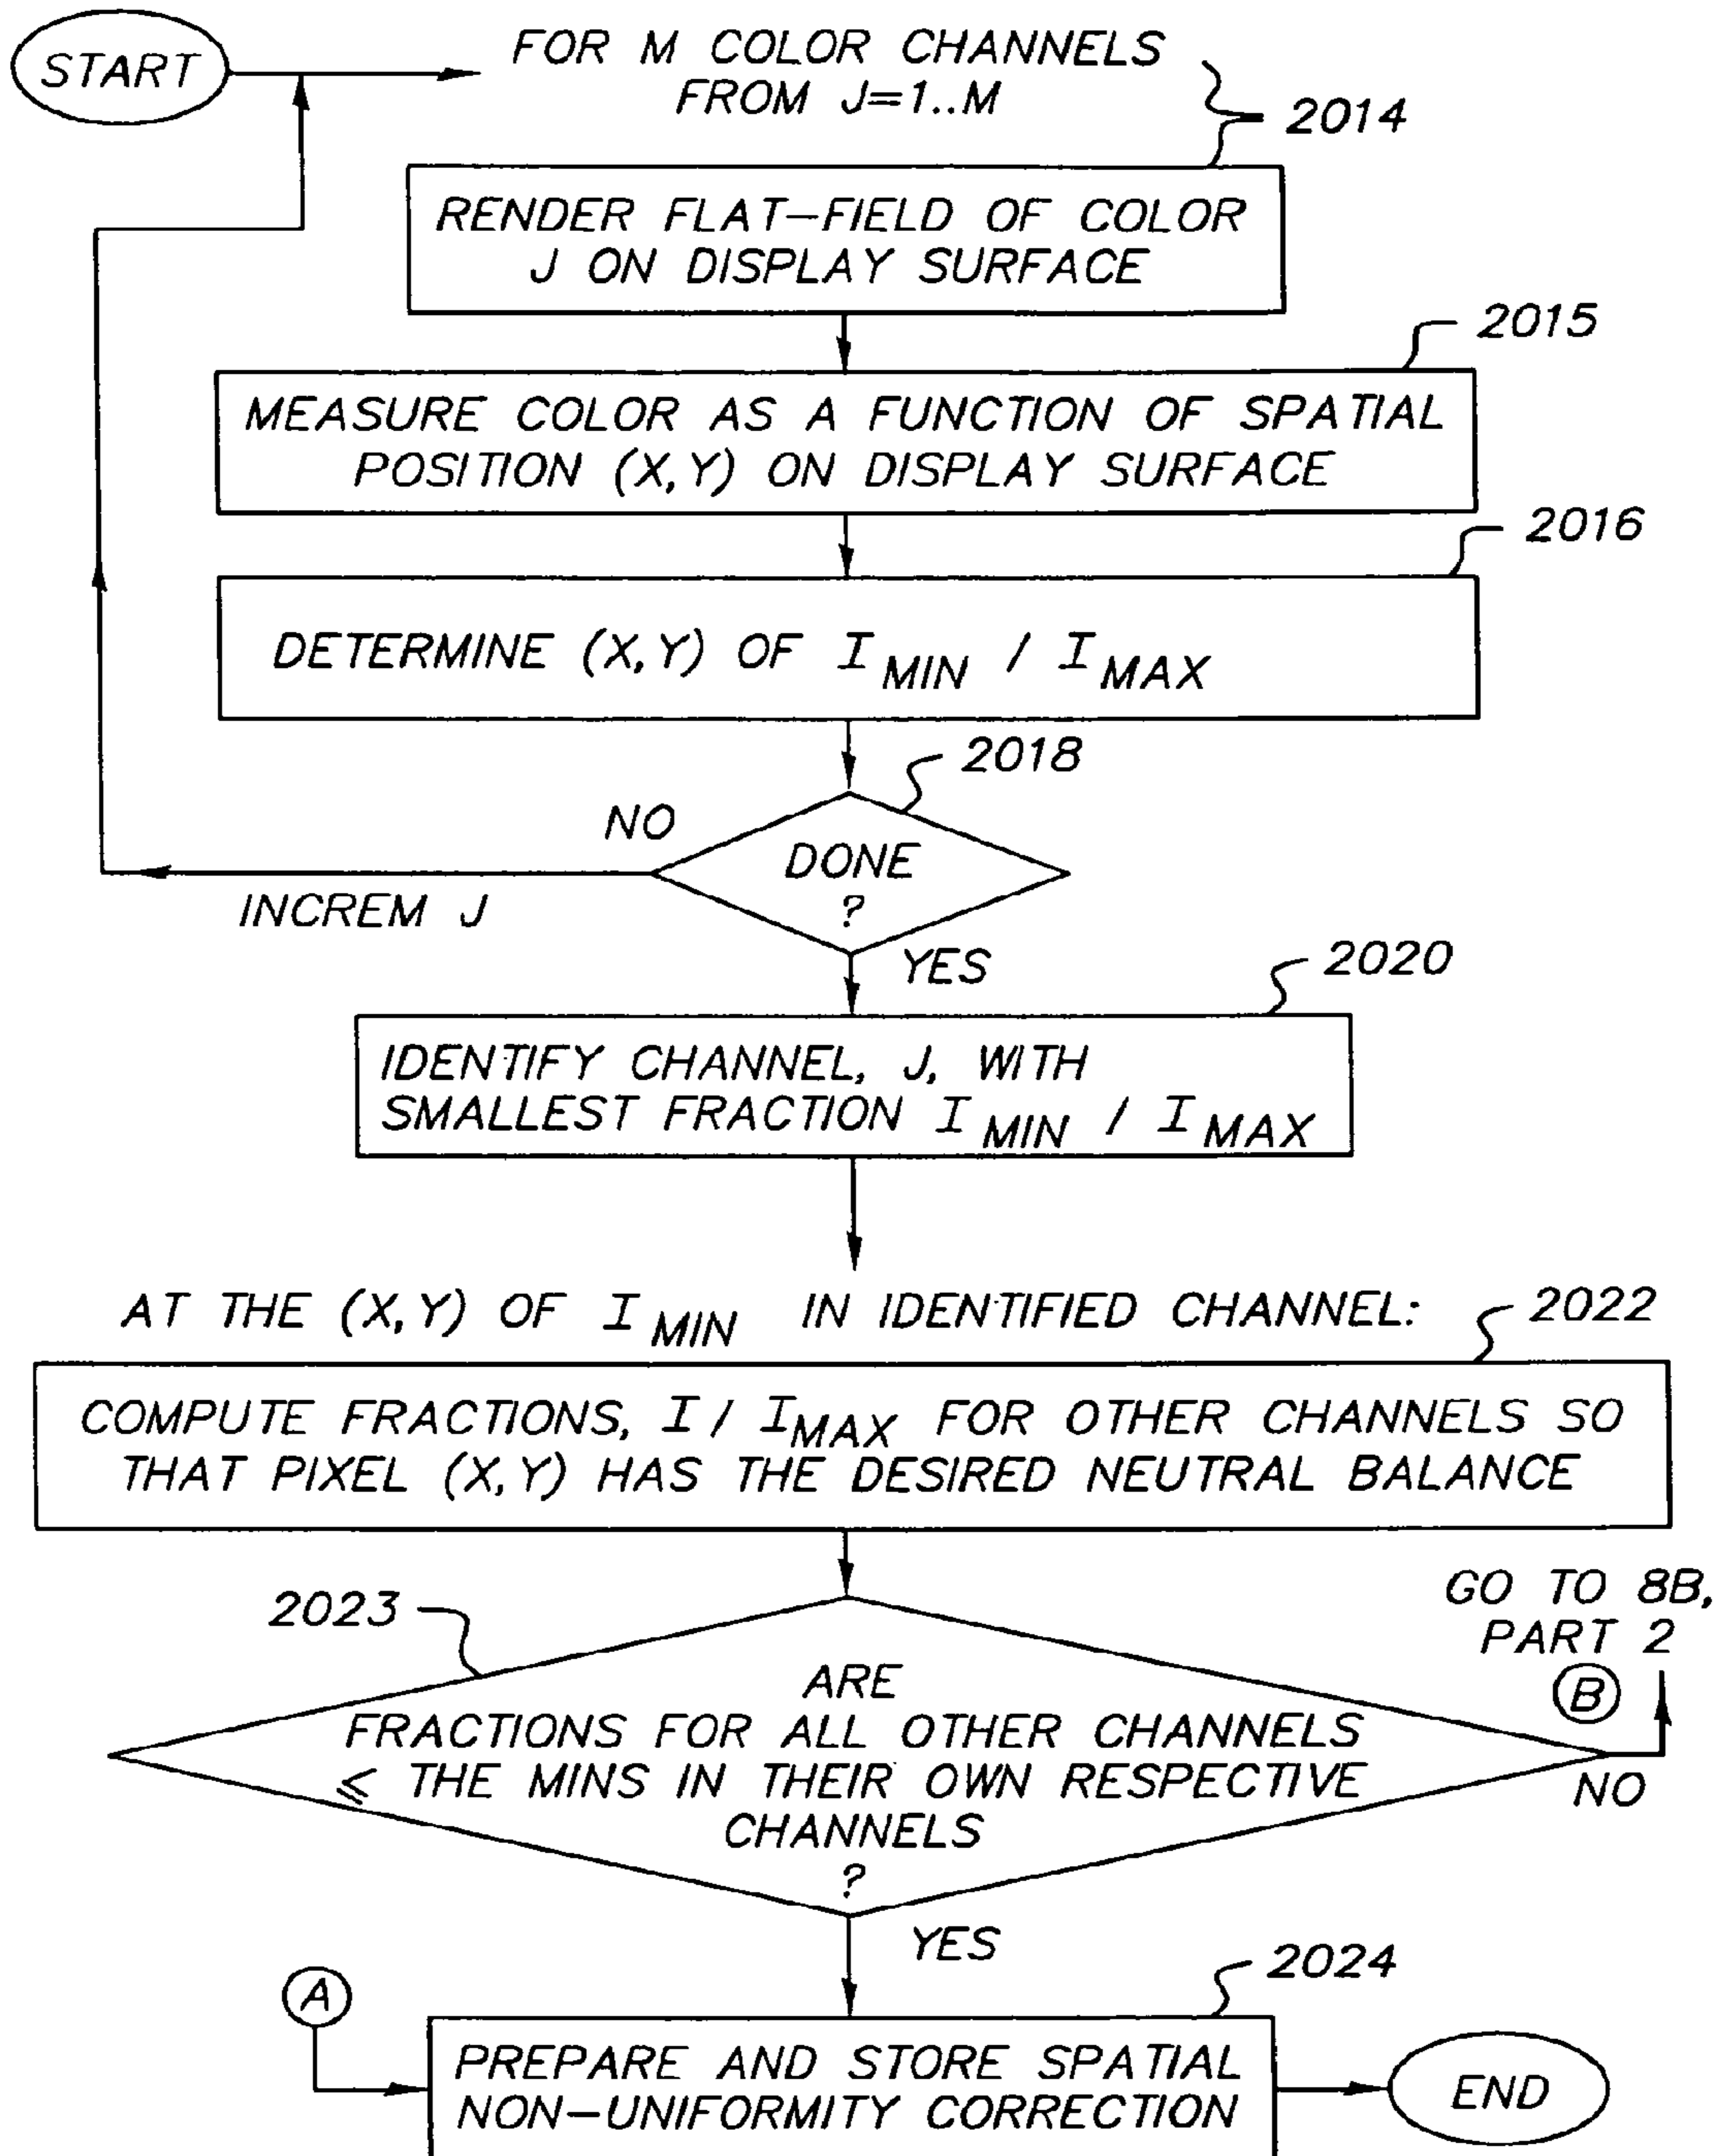 START
FOR M COLOR CHANNELS
FROM J=1..M
2014
RENDER FLAT-FIELD OF COLOR
J ON DISPLAY SURFACE
2015
MEASURE COLOR AS A FUNCTION OF SPATIAL
POSITION (X,Y) ON DISPLAY SURFACE
2016
DETERMINE (X,Y) OF I MIN / I MAX
2018
NO
DONE
?
INCREM J
YES
2020
IDENTIFY CHANNEL, J, WITH
SMALLEST FRACTION I MIN / I MAX
AT THE (X,Y) OF I MIN IN IDENTIFIED CHANNEL:
2022
COMPUTE FRACTIONS, I / I MAX FOR OTHER CHANNELS SO
THAT PIXEL (X,Y) HAS THE DESIRED NEUTRAL BALANCE
2023
GO TO 8B,
PART 2
B
ARE
FRACTIONS FOR ALL OTHER CHANNELS
≤ THE MINS IN THEIR OWN RESPECTIVE
CHANNELS
?
NO
YES
A
2024
PREPARE AND STORE SPATIAL
NON-UNIFORMITY CORRECTION
END